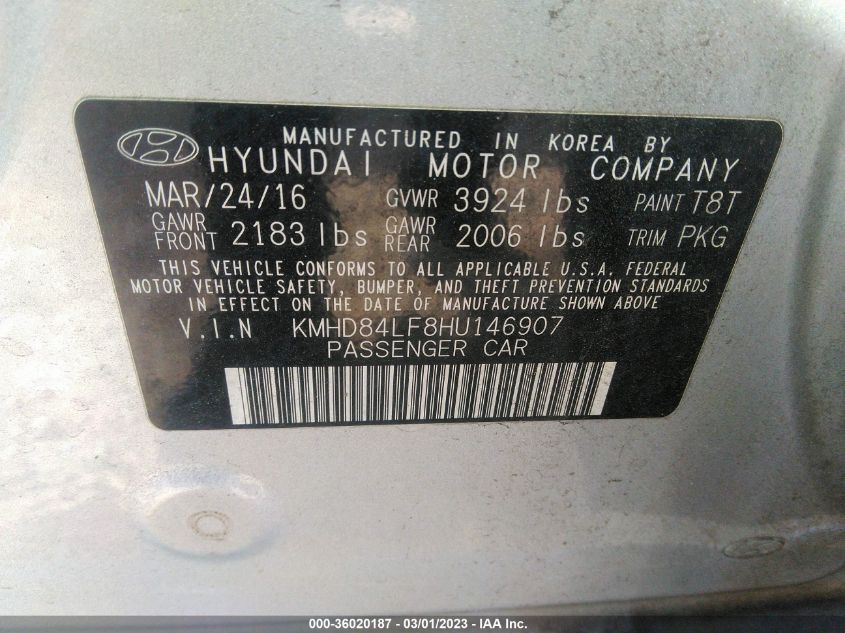 MANUFACTURED IN KOREA BY
HYUNDAI MOTOR COMPANY
MAR/24/16 GVWR 3924 lbs PAINT T8T
GAWR FRONT 2183 lbs GAWR REAR 2006 lbs TRIM PKG
THIS VEHICLE CONFORMS TO ALL APPLICABLE U.S.A. FEDERAL
MOTOR VEHICLE SAFETY, BUMPER, AND THEFT PREVENTION STANDARDS
IN EFFECT ON THE DATE OF MANUFACTURE SHOWN ABOVE
V.I.N KMHD84LF8HU146907
PASSENGER CAR
000-36020187 - 03/01/2023 - IAA Inc.